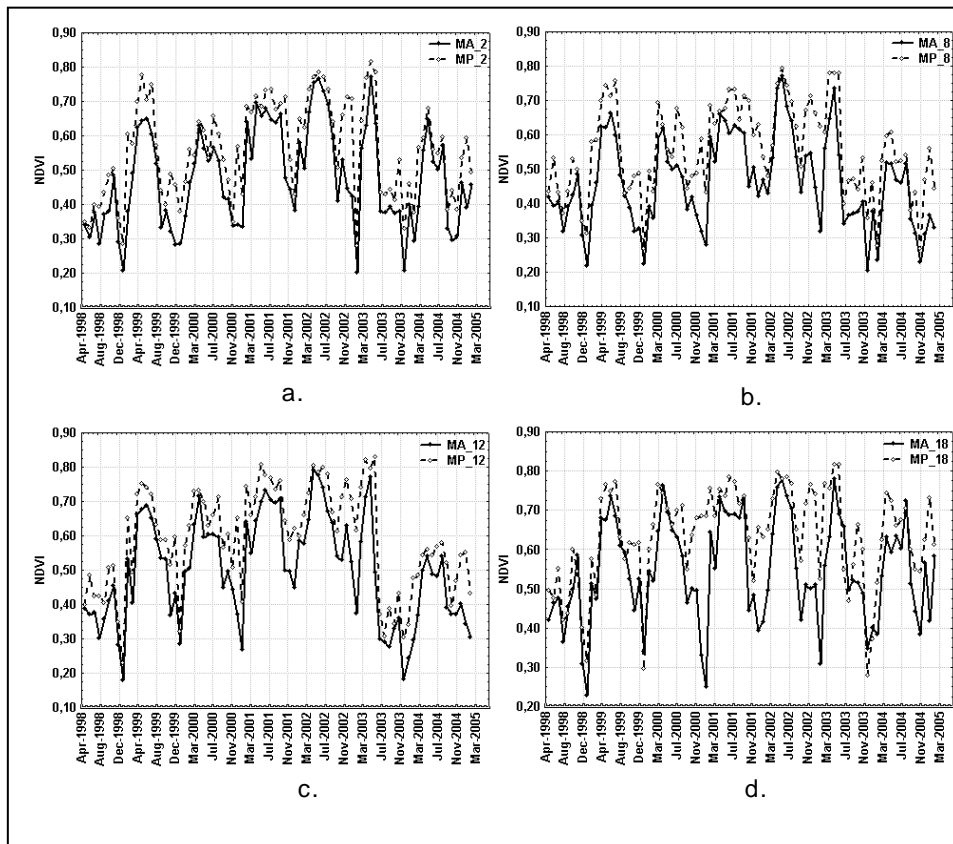 0,90
0,80
0,70
0,60
0,50
0,40
0,30
0,20
0,10
NDVI
MA_2
MP_2
Apr-1998
Aug-1998
Dec-1998
Apr-1999
Aug-1999
Dec-1999
Mar-2000
Jul-2000
Nov-2000
Mar-2001
Jul-2001
Nov-2001
Mar-2002
Jul-2002
Nov-2002
Mar-2003
Jul-2003
Nov-2003
Mar-2004
Jul-2004
Nov-2004
Mar-2005
a.
0,90
0,80
0,70
0,60
0,50
0,40
0,30
0,20
0,10
NDVI
MA_8
MP_8
Apr-1998
Aug-1998
Dec-1998
Apr-1999
Aug-1999
Dec-1999
Mar-2000
Jul-2000
Nov-2000
Mar-2001
Jul-2001
Nov-2001
Mar-2002
Jul-2002
Nov-2002
Mar-2003
Jul-2003
Nov-2003
Mar-2004
Jul-2004
Nov-2004
Mar-2005
b.
0,90
0,80
0,70
0,60
0,50
0,40
0,30
0,20
0,10
NDVI
MA_12
MP_12
Apr-1998
Aug-1998
Dec-1998
Apr-1999
Aug-1999
Dec-1999
Mar-2000
Jul-2000
Nov-2000
Mar-2001
Jul-2001
Nov-2001
Mar-2002
Jul-2002
Nov-2002
Mar-2003
Jul-2003
Nov-2003
Mar-2004
Jul-2004
Nov-2004
Mar-2005
c.
0,90
0,80
0,70
0,60
0,50
0,40
0,30
0,20
NDVI
MA_18
MP_18
Apr-1998
Aug-1998
Dec-1998
Apr-1999
Aug-1999
Dec-1999
Mar-2000
Jul-2000
Nov-2000
Mar-2001
Jul-2001
Nov-2001
Mar-2002
Jul-2002
Nov-2002
Mar-2003
Jul-2003
Nov-2003
Mar-2004
Jul-2004
Nov-2004
Mar-2005
d.